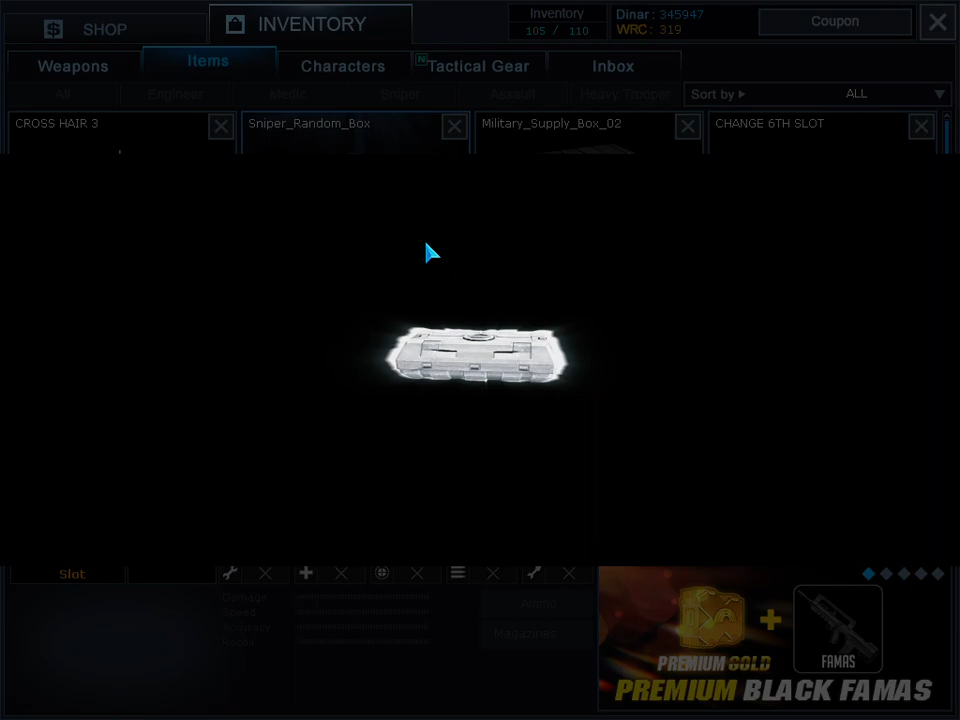 SHOP
INVENTORY
Inventory
105 / 110
Dinar : 345947
WRC : 319
Coupon
Weapons
Items
Characters
N Tactical Gear
Inbox
All
Engineer
Medic
Sniper
Assault
Heavy Trooper
Sort by
ALL
CROSS HAIR 3
Sniper_Random_Box
Military_Supply_Box_02
CHANGE 6TH SLOT
Slot
Damage
Speed
Accuracy
Recoil
Ammo
Magazines
FAMAS
PREMIUM GOLD
PREMIUM BLACK FAMAS